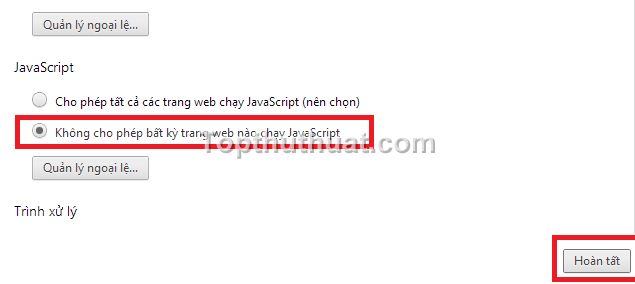 Quản lý ngoại lệ...
JavaScript
Cho phép tất cả các trang web chạy JavaScript (nên chọn)
Không cho phép bất kỳ trang web nào chạy JavaScript
Topthuthuat.com
Quản lý ngoại lệ...
Trình xử lý
Hoàn tất